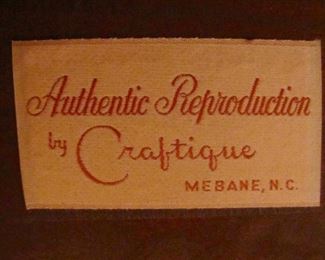 Authentic Reproduction
by Craftique
MEBANE, N.C.